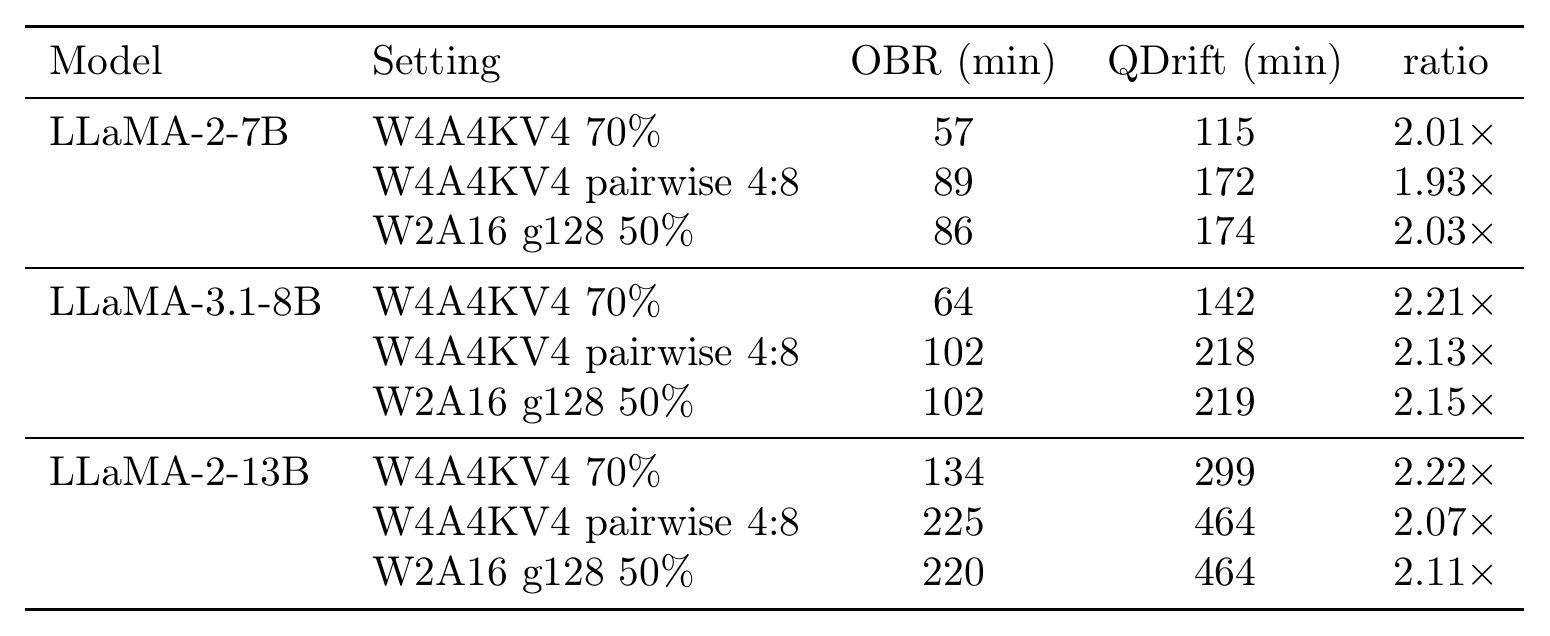 Model Setting OBR (min) QDrift (min) ratio
LLaMA-2-7B W4A4KV4 70% 57 115 2.01×
W4A4KV4 pairwise 4:8 89 172 1.93×
W2A16 g128 50% 86 174 2.03×
LLaMA-3.1-8B W4A4KV4 70% 64 142 2.21×
W4A4KV4 pairwise 4:8 102 218 2.13×
W2A16 g128 50% 102 219 2.15×
LLaMA-2-13B W4A4KV4 70% 134 299 2.22×
W4A4KV4 pairwise 4:8 225 464 2.07×
W2A16 g128 50% 220 464 2.11×